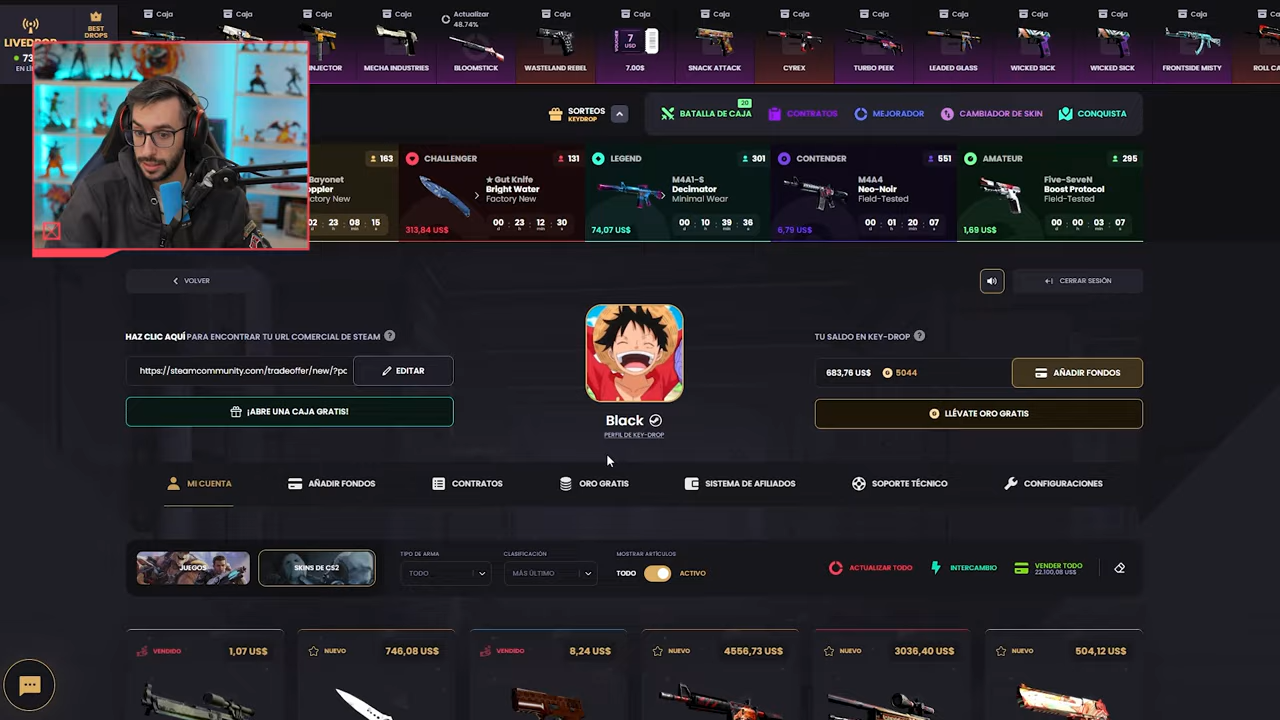 Caja
Caja
Caja
Caja
Actualizar
48.74%
Caja
Caja
Caja
Caja
Caja
Caja
Caja
Caja
Caja
BEST
DROPS
7
USD
INJECTOR
MECHA INDUSTRIES
BLOOMSTICK
WASTELAND REBEL
7.00$
SNACK ATTACK
CYREX
TURBO PEEK
LEADED GLASS
WICKED SICK
WICKED SICK
FRONTSIDE MISTY
SORTEOS
KEYDROP
BATALLA DE CAJA
20
CONTRATOS
MEJORADOR
CAMBIADOR DE SKIN
CONQUISTA
163
Bayonet
Factory New
23 08 15
CHALLENGER
131
★ Gut Knife
Bright Water
Factory New
00 : 23 : 12 : 30
313,84 US$
LEGEND
301
M4A1-S
Decimator
Minimal Wear
00 : 10 : 39 : 36
74,07 US$
CONTENDER
551
M4A4
Neo-Noir
Field-Tested
00 : 01 : 20 : 07
6,79 US$
AMATEUR
295
Five-SeveN
Boost Protocol
Field-Tested
00 : 00 : 03 : 07
1,69 US$
VOLVER
CERRAR SESIÓN
HAZ CLIC AQUÍ PARA ENCONTRAR TU URL COMERCIAL DE STEAM ?
https://steamcommunity.com/tradeoffer/new/?pc
EDITAR
¡ABRE UNA CAJA GRATIS!
Black
PERFIL DE KEY-DROP
TU SALDO EN KEY-DROP ?
683,76 US$ G 5044
AÑADIR FONDOS
G LLÉVATE ORO GRATIS
MI CUENTA
AÑADIR FONDOS
CONTRATOS
ORO GRATIS
SISTEMA DE AFILIADOS
SOPORTE TÉCNICO
CONFIGURACIONES
JUEGOS
SKINS DE CS2
TIPO DE ARMA
TODO
CLASIFICACIÓN
MÁS ÚLTIMO
MOSTRAR ARTÍCULOS
TODO
ACTIVO
ACTUALIZAR TODO
INTERCAMBIO
VENDER TODO
22.100,08 US$
VENDIDO 1,07 US$
NUEVO 746,08 US$
VENDIDO 8,24 US$
NUEVO 4556,73 US$
NUEVO 3036,40 US$
NUEVO 504,12 US$